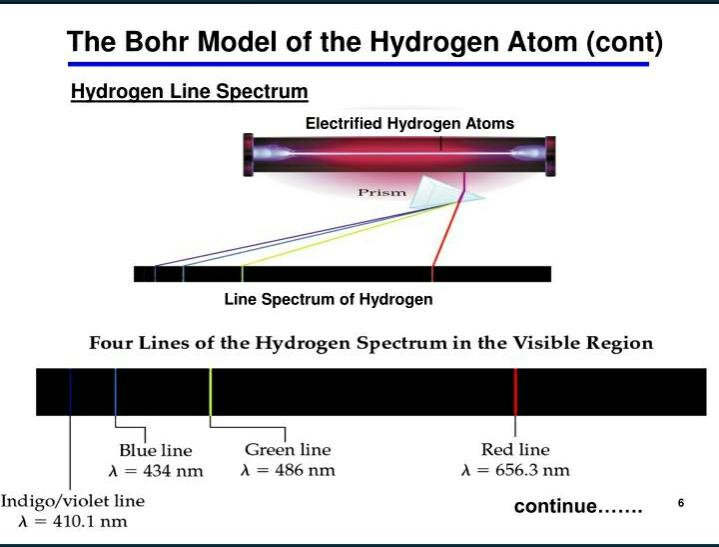 The Bohr Model of the Hydrogen Atom (cont)
Hydrogen Line Spectrum
Electrified Hydrogen Atoms
Prism
Line Spectrum of Hydrogen
Four Lines of the Hydrogen Spectrum in the Visible Region
Blue line
λ = 434 nm
Green line
λ = 486 nm
Red line
λ = 656.3 nm
Indigo/violet line
λ = 410.1 nm
continue.......
6